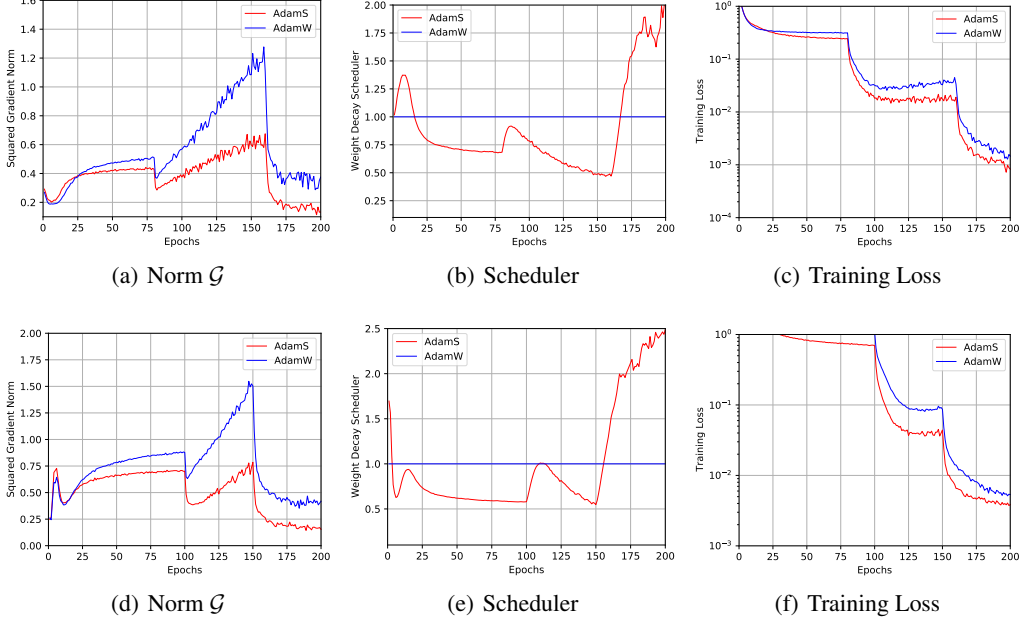 1.6
1.4
1.2
1.0
0.8
0.6
0.4
0.2
0 25 50 75 100 125 150 175 200
Epochs
Squared Gradient Norm
AdamS
AdamW
(a) Norm 𝒢
2.00
1.75
1.50
1.25
1.00
0.75
0.50
0.25
0 25 50 75 100 125 150 175 200
Epochs
Weight Decay Scheduler
AdamS
AdamW
(b) Scheduler
10⁰
10⁻¹
10⁻²
10⁻³
10⁻⁴
0 25 50 75 100 125 150 175 200
Epochs
Training Loss
AdamS
AdamW
(c) Training Loss
2.00
1.75
1.50
1.25
1.00
0.75
0.50
0.25
0.00
0 25 50 75 100 125 150 175 200
Epochs
Squared Gradient Norm
AdamS
AdamW
(d) Norm 𝒢
2.5
2.0
1.5
1.0
0.5
0 25 50 75 100 125 150 175 200
Epochs
Weight Decay Scheduler
AdamS
AdamW
(e) Scheduler
10⁰
10⁻¹
10⁻²
10⁻³
0 25 50 75 100 125 150 175 200
Epochs
Training Loss
AdamS
AdamW
(f) Training Loss